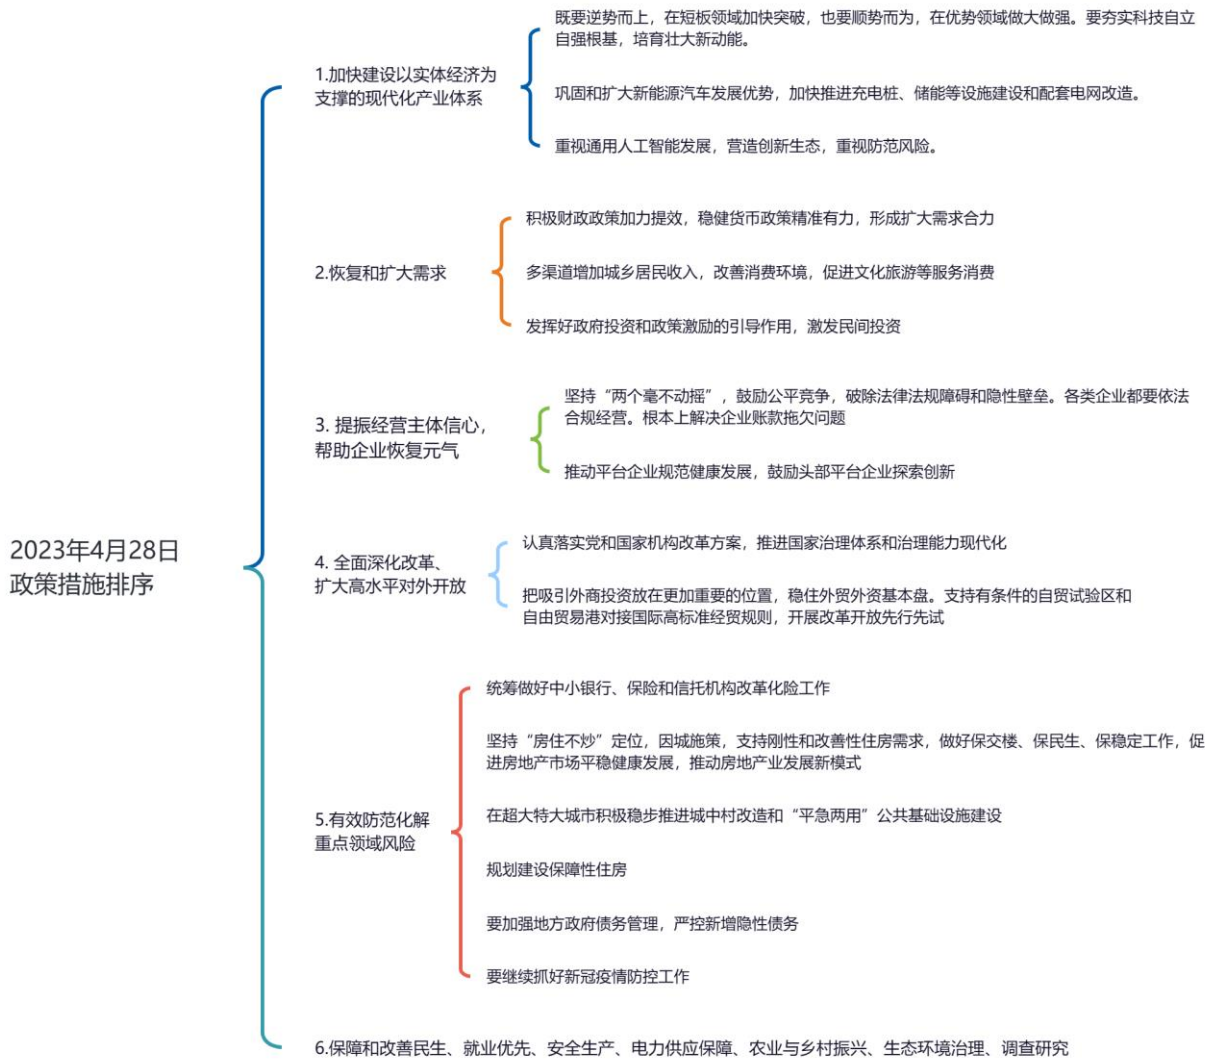 2023年4月28日
政策措施排序
1.加快建设以实体经济为
支撑的现代化产业体系
既要逆势而上，在短板领域加快突破，也要顺势而为，在优势领域做大做强。要夯实科技自立
自强根基，培育壮大新动能。
巩固和扩大新能源汽车发展优势，加快推进充电桩、储能等设施建设和配套电网改造。
重视通用人工智能发展，营造创新生态，重视防范风险。
2.恢复和扩大需求
积极财政政策加力提效，稳健货币政策精准有力，形成扩大需求合力
多渠道增加城乡居民收入，改善消费环境，促进文化旅游等服务消费
发挥好政府投资和政策激励的引导作用，激发民间投资
3. 提振经营主体信心，
帮助企业恢复元气
坚持“两个毫不动摇”，鼓励公平竞争，破除法律法规障碍和隐性壁垒。各类企业都要依法
合规经营。根本上解决企业账款拖欠问题
推动平台企业规范健康发展，鼓励头部平台企业探索创新
4. 全面深化改革、
扩大高水平对外开放
认真落实党和国家机构改革方案，推进国家治理体系和治理能力现代化
把吸引外商投资放在更加重要的位置，稳住外贸外资基本盘。支持有条件的自贸试验区和
自由贸易港对接国际高标准经贸规则，开展改革开放先行先试
5.有效防范化解
重点领域风险
统筹做好中小银行、保险和信托机构改革化险工作
坚持“房住不炒”定位，因城施策，支持刚性和改善性住房需求，做好保交楼、保民生、保稳定工作，促
进房地产市场平稳健康发展，推动房地产业发展新模式
在超大特大城市积极稳步推进城中村改造和“平急两用”公共基础设施建设
规划建设保障性住房
要加强地方政府债务管理，严控新增隐性债务
要继续抓好新冠疫情防控工作
6.保障和改善民生、就业优先、安全生产、电力供应保障、农业与乡村振兴、生态环境治理、调查研究